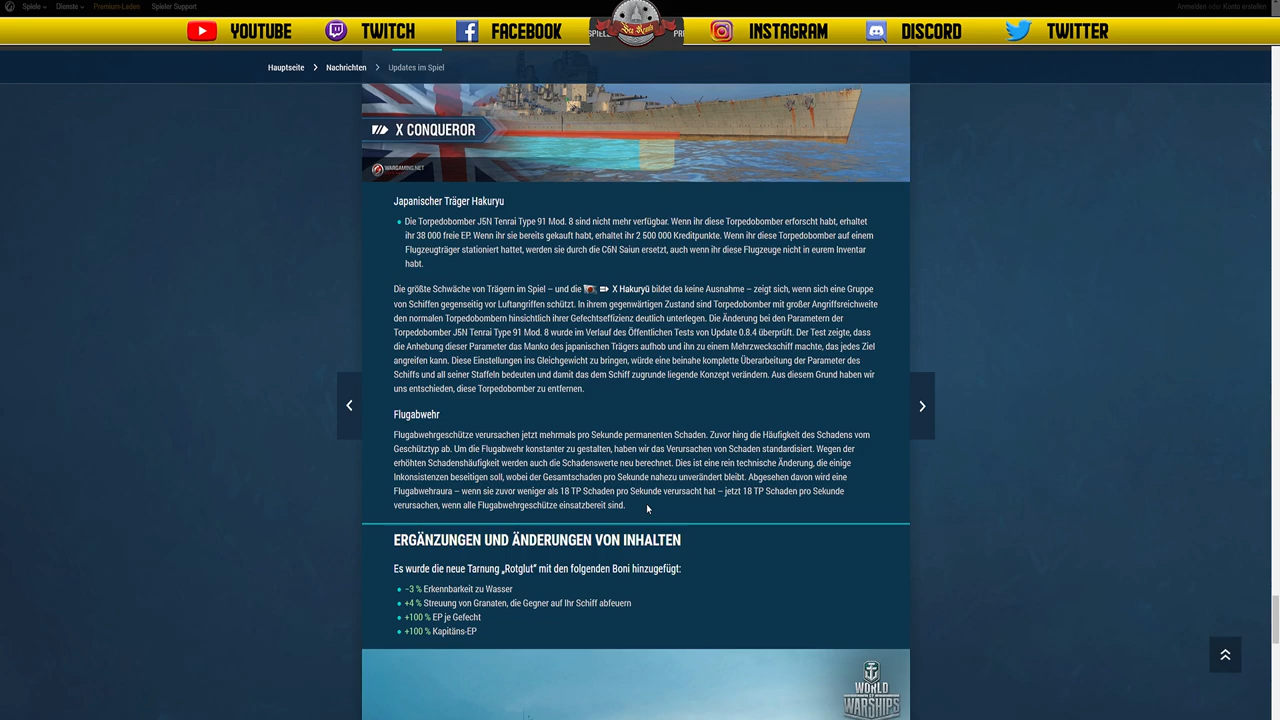 Spiele
Dienste
Premium-Laden
Spieler Support
Anmelden oder Konto erstellen
YOUTUBE
TWITCH
FACEBOOK
INSTAGRAM
DISCORD
TWITTER
Hauptseite
Nachrichten
Updates im Spiel
X CONQUEROR
WARGAMING.NET
Japanischer Träger Hakuryu
Die Torpedobomber J5N Tenrai Type 91 Mod. 8 sind nicht mehr verfügbar. Wenn ihr diese Torpedobomber erforscht habt, erhaltet
ihr 38 000 freie EP. Wenn ihr sie bereits gekauft habt, erhaltet ihr 2 500 000 Kreditpunkte. Wenn ihr diese Torpedobomber auf einem
Flugzeugträger stationiert hattet, werden sie durch die C6N Saiun ersetzt, auch wenn ihr diese Flugzeuge nicht in eurem Inventar
habt.
Die größte Schwäche von Trägern im Spiel – und die X Hakuryū bildet da keine Ausnahme – zeigt sich, wenn sich eine Gruppe
von Schiffen gegenseitig vor Luftangriffen schützt. In ihrem gegenwärtigen Zustand sind Torpedobomber mit großer Angriffsreichweite
den normalen Torpedobombern hinsichtlich ihrer Gefechtseffizienz deutlich unterlegen. Die Änderung bei den Parametern der
Torpedobomber J5N Tenrai Type 91 Mod. 8 wurde im Verlauf des Öffentlichen Tests von Update 0.8.4 überprüft. Der Test zeigte, dass
die Anhebung dieser Parameter das Manko des japanischen Trägers aufhob und ihn zu einem Mehrzweckschiff machte, das jedes Ziel
angreifen kann. Diese Einstellungen ins Gleichgewicht zu bringen, würde eine beinahe komplette Überarbeitung der Parameter des
Schiffs und all seiner Staffeln bedeuten und damit das dem Schiff zugrunde liegende Konzept verändern. Aus diesem Grund haben wir
uns entschieden, diese Torpedobomber zu entfernen.
Flugabwehr
Flugabwehrgeschütze verursachen jetzt mehrmals pro Sekunde permanenten Schaden. Zuvor hing die Häufigkeit des Schadens vom
Geschütztyp ab. Um die Flugabwehr konstanter zu gestalten, haben wir das Verursachen von Schaden standardisiert. Wegen der
erhöhten Schadenshäufigkeit werden auch die Schadenswerte neu berechnet. Dies ist eine rein technische Änderung, die einige
Inkonsistenzen beseitigen soll, wobei der Gesamtschaden pro Sekunde nahezu unverändert bleibt. Abgesehen davon wird eine
Flugabwehraura – wenn sie zuvor weniger als 18 TP Schaden pro Sekunde verursacht hat – jetzt 18 TP Schaden pro Sekunde
verursachen, wenn alle Flugabwehrgeschütze einsatzbereit sind.
ERGÄNZUNGEN UND ÄNDERUNGEN VON INHALTEN
Es wurde die neue Tarnung „Rotglut“ mit den folgenden Boni hinzugefügt:
−3 % Erkennbarkeit zu Wasser
+4 % Streuung von Granaten, die Gegner auf Ihr Schiff abfeuern
+100 % EP je Gefecht
+100 % Kapitäns-EP
WORLD
OF
WARSHIPS